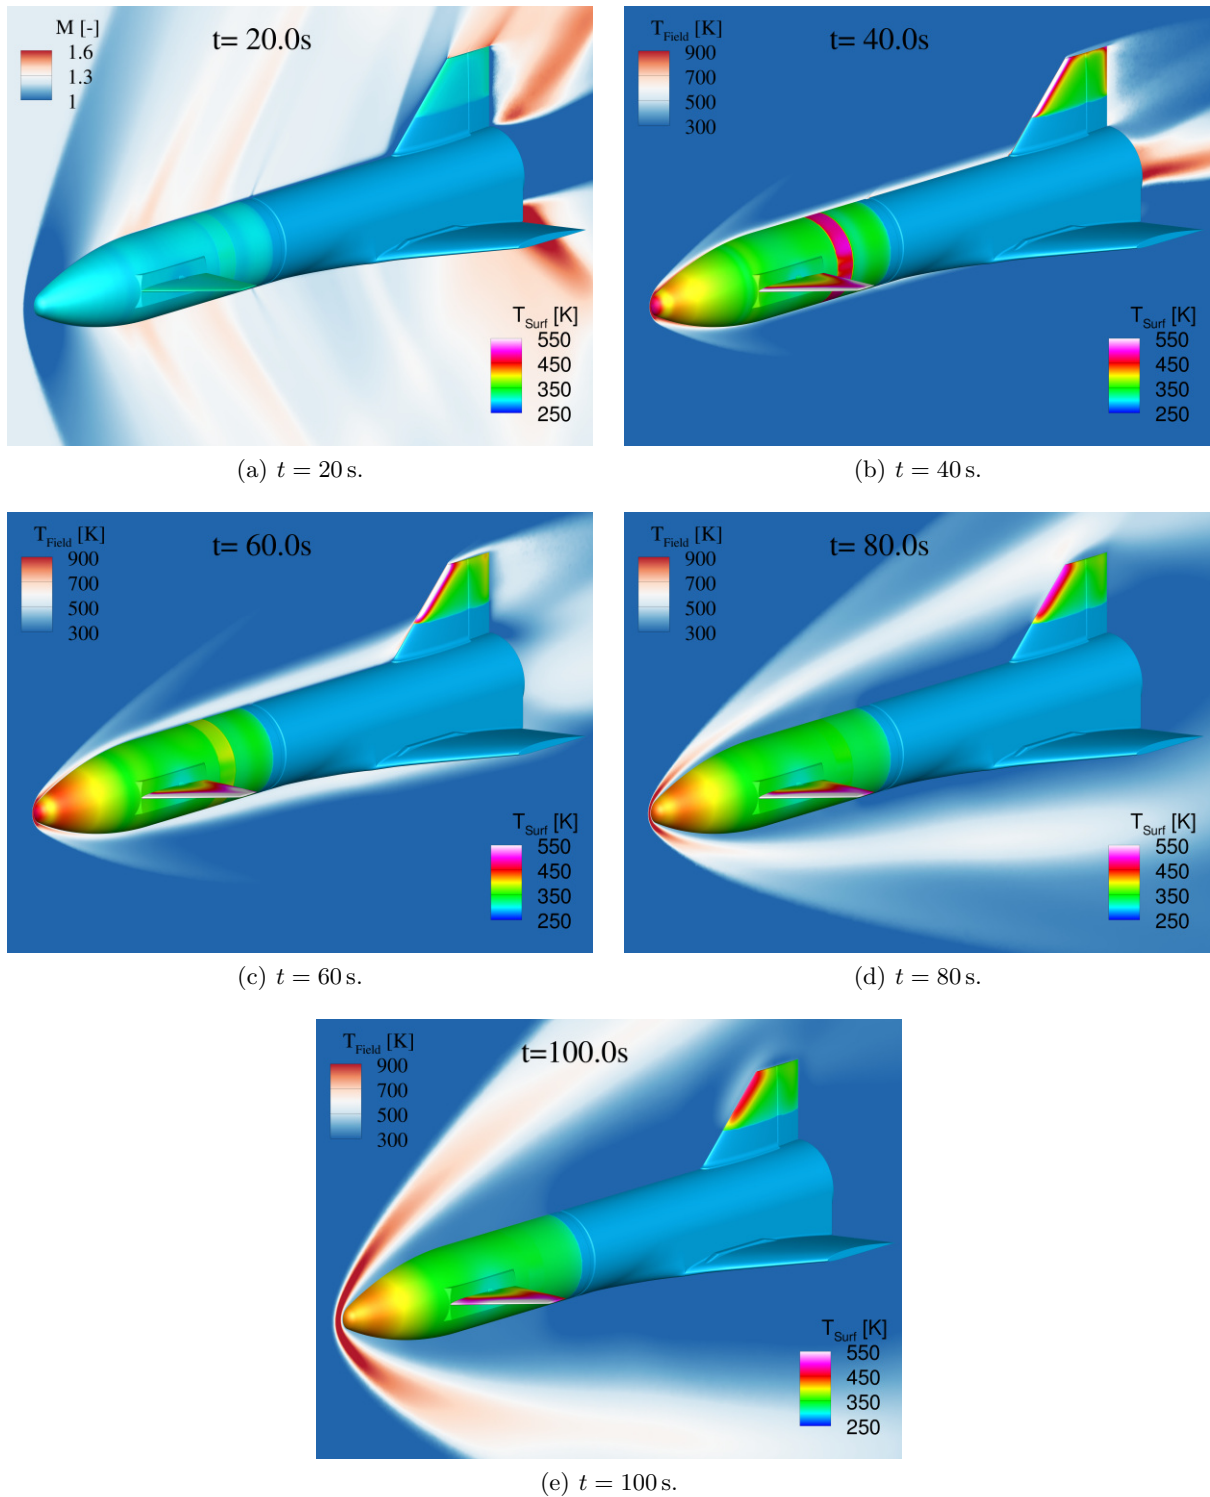 M [-]
1.6
1.3
1
t= 20.0s
T_Surf [K]
550
450
350
250
(a) t = 20 s.
T_Field [K]
900
700
500
300
t= 40.0s
T_Surf [K]
550
450
350
250
(b) t = 40 s.
T_Field [K]
900
700
500
300
t= 60.0s
T_Surf [K]
550
450
350
250
(c) t = 60 s.
T_Field [K]
900
700
500
300
t= 80.0s
T_Surf [K]
550
450
350
250
(d) t = 80 s.
T_Field [K]
900
700
500
300
t=100.0s
T_Surf [K]
550
450
350
250
(e) t = 100 s.